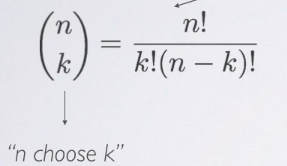 (n k) = n! / k!(n − k)!
"n choose k"